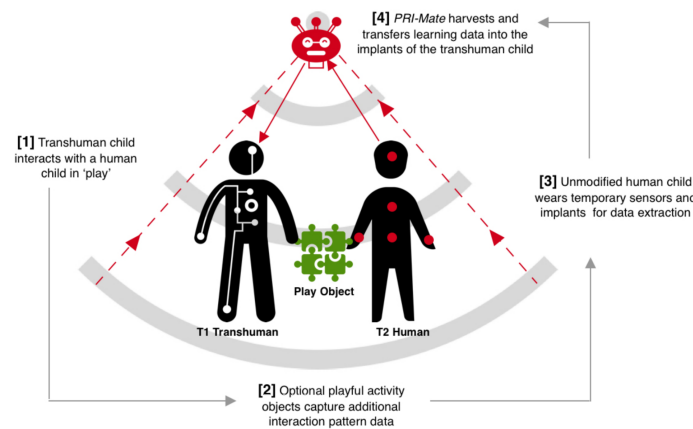 [4] PRI-Mate harvests and
transfers learning data into the
implants of the transhuman child
[1] Transhuman child
interacts with a human
child in ‘play’
[3] Unmodified human child
wears temporary sensors and
implants for data extraction
Play Object
T1 Transhuman
T2 Human
[2] Optional playful activity
objects capture additional
interaction pattern data